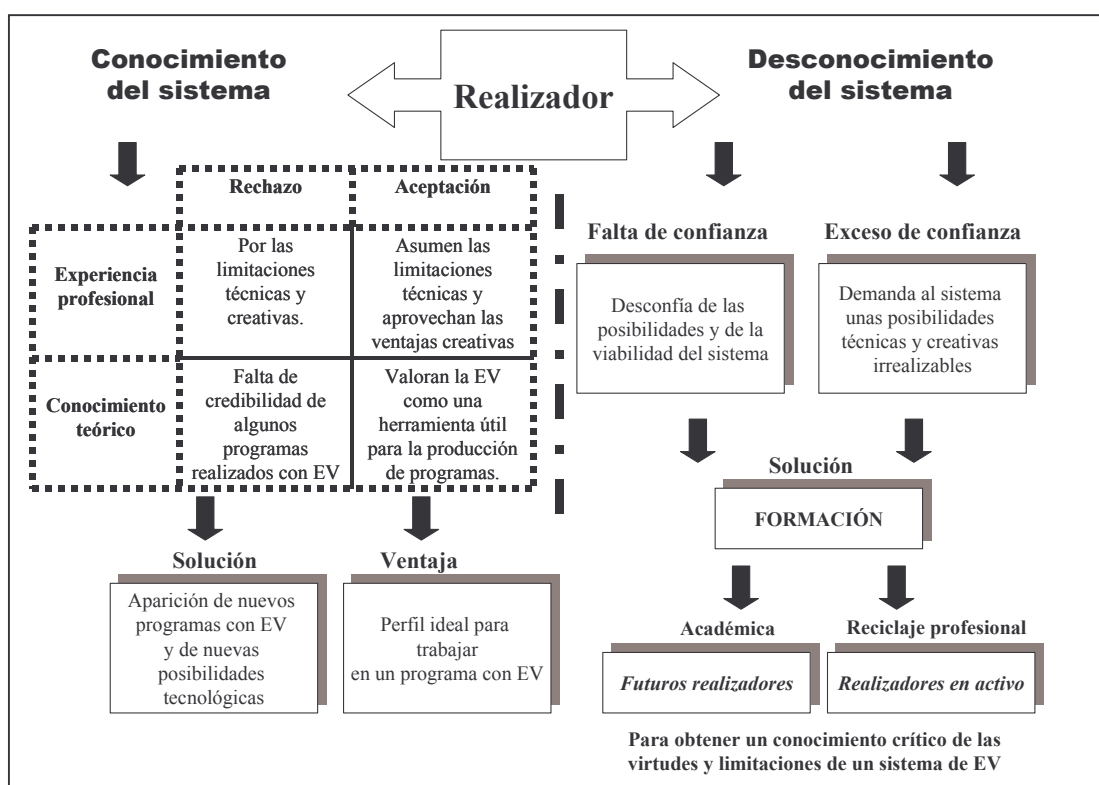 Conocimiento
del sistema
Realizador
Desconocimiento
del sistema
Rechazo
Aceptación
Experiencia
profesional
Por las
limitaciones
técnicas y
creativas.
Asumen las
limitaciones
técnicas y
aprovechan las
ventajas creativas
Conocimiento
teórico
Falta de
credibilidad de
algunos
programas
realizados con EV
Valoran la EV
como una
herramienta útil
para la producción
de programas.
Solución
Aparición de nuevos
programas con EV
y de nuevas
posibilidades
tecnológicas
Ventaja
Perfil ideal para
trabajar
en un programa con EV
Falta de confianza
Desconfía de las
posibilidades y de la
viabilidad del sistema
Exceso de confianza
Demanda al sistema
unas posibilidades
técnicas y creativas
irrealizables
Solución
FORMACIÓN
Académica
Futuros realizadores
Reciclaje profesional
Realizadores en activo
Para obtener un conocimiento crítico de las
virtudes y limitaciones de un sistema de EV